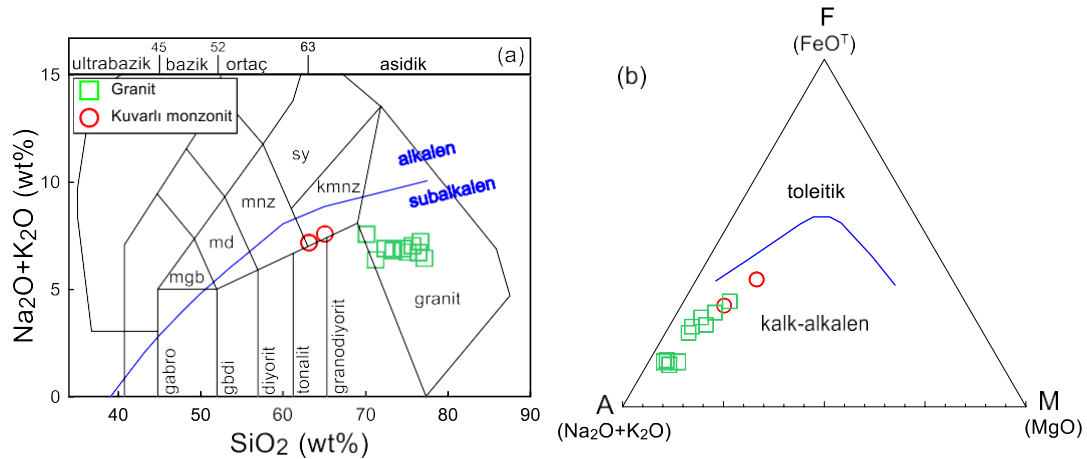 45 52 63 (a)
ultrabazik bazik ortaç asidik
15
Granit
Kuvarlı monzonit
sy
alkalen
kmnz
subalkalen
10
mnz
md
mgb
5
granit
gabro
gbdi
diyorit
tonalit
granodiyorit
0
40 50 60 70 80 90
SiO2 (wt%)
Na2O+K2O (wt%)
F
(FeOT)
(b)
toleitik
kalk-alkalen
A
(Na2O+K2O)
M
(MgO)